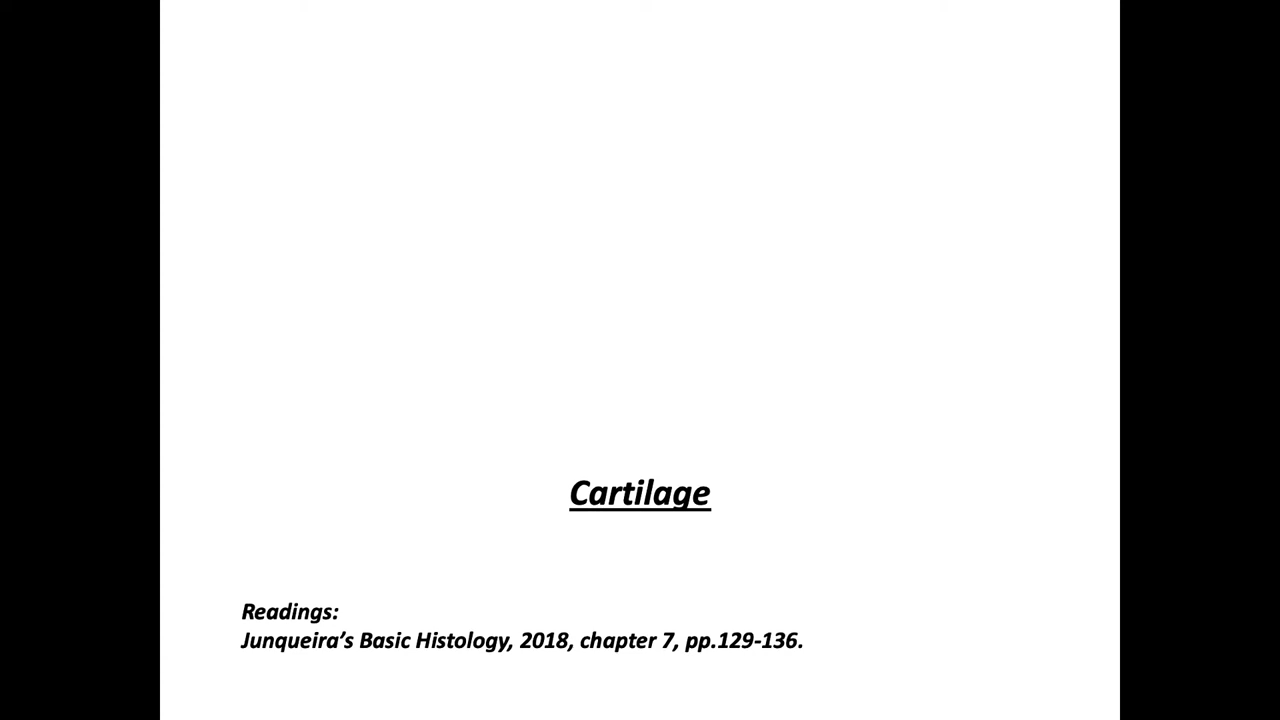 Cartilage
Readings:
Junqueira’s Basic Histology, 2018, chapter 7, pp.129-136.